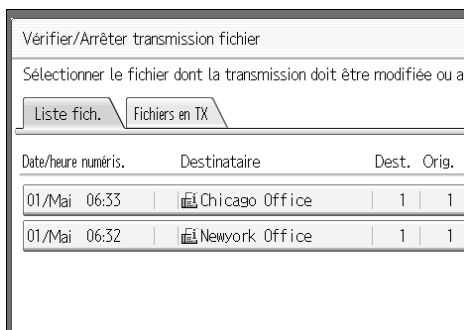 Vérifier/Arrêter transmission fichier
Sélectionner le fichier dont la transmission doit être modifiée ou a
Liste fich. Fichiers en TX
Date/heure numéris. Destinataire Dest. Orig.
01/Mai 06:33 Chicago Office 1 1
01/Mai 06:32 Newyork Office 1 1